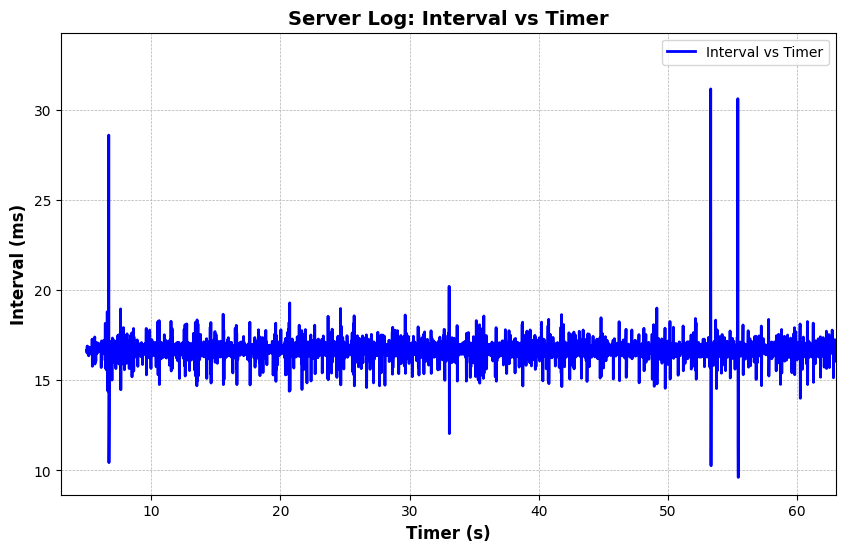 Server Log: Interval vs Timer
Interval vs Timer
30
25
20
15
10
Interval (ms)
10 20 30 40 50 60
Timer (s)